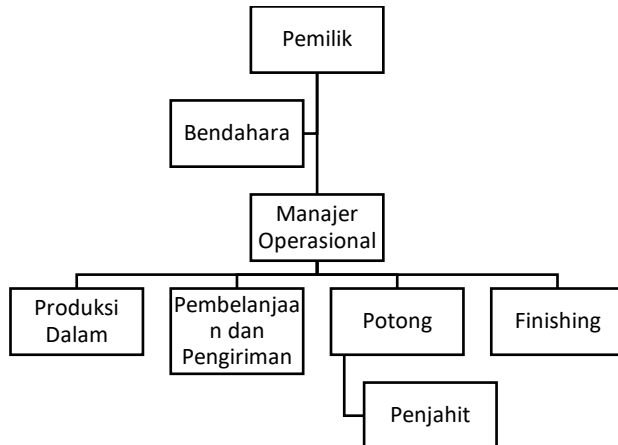 Pemilik
Bendahara
Manajer
Operasional
Produksi
Dalam
Pembelanjaa
n dan
Pengiriman
Potong
Finishing
Penjahit